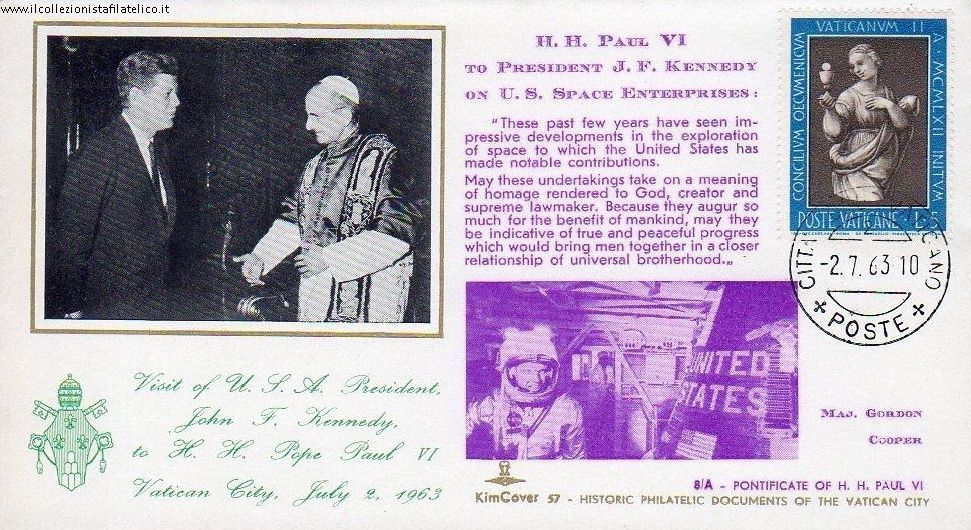 www.ilcollezionistafilatelico.it
H. H. PAUL VI
TO PRESIDENT J. F. KENNEDY
ON U. S. SPACE ENTERPRISES :
"These past few years have seen im-
pressive developments in the exploration
of space to which the United States has
made notable contributions.
May these undertakings take on a meaning
of homage rendered to God, creator and
supreme lawmaker. Because they augur so
much for the benefit of mankind, may they
be indicative of true and peaceful progress
which would bring men together in a closer
relationship of universal brotherhood.„
CONCILIVM OECVMENICVM
VATICANVM II
A · MCMLXII INITVM
POSTE VATICANE L.5
CITTÀ
-2.7.63 10
POSTE
UNITED
STATES
MAJ. GORDON
COOPER
Visit of U. S. A. President,
John F. Kennedy,
to H. H. Pope Paul VI
Vatican City, July 2, 1963
8/A - PONTIFICATE OF H. H. PAUL VI
KimCover 57 - HISTORIC PHILATELIC DOCUMENTS OF THE VATICAN CITY